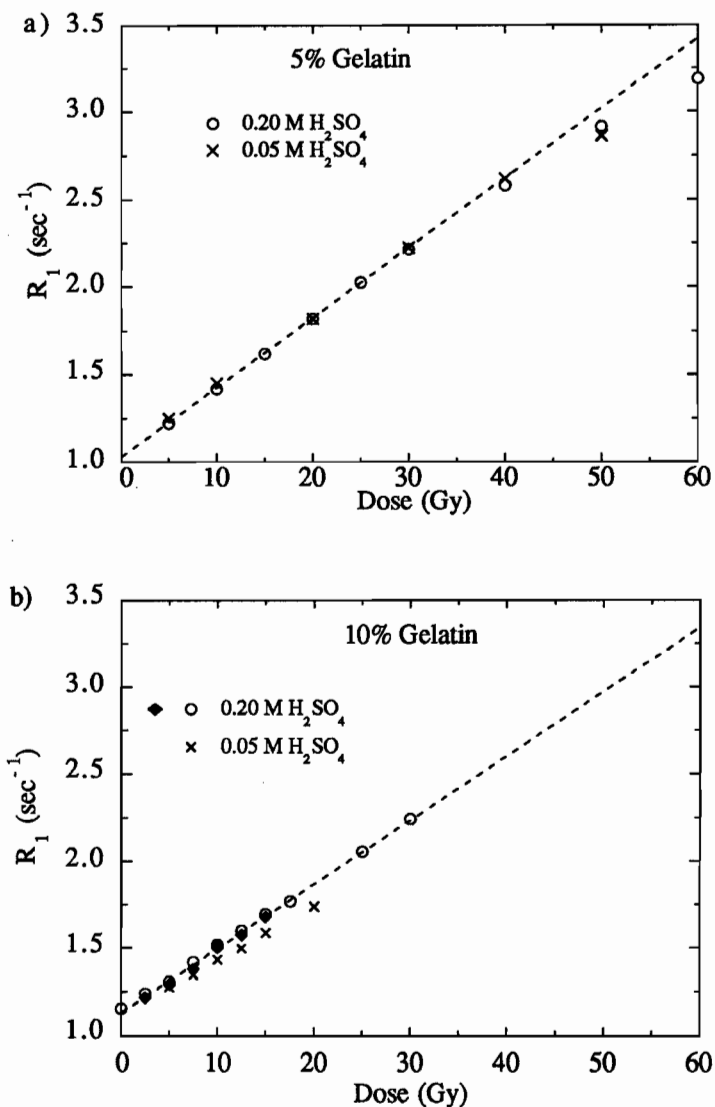 a)
5% Gelatin
0.20 M H₂SO₄
0.05 M H₂SO₄
R₁ (sec⁻¹)
3.5
3.0
2.5
2.0
1.5
1.0
0 10 20 30 40 50 60
Dose (Gy)
b)
10% Gelatin
0.20 M H₂SO₄
0.05 M H₂SO₄
R₁ (sec⁻¹)
3.5
3.0
2.5
2.0
1.5
1.0
0 10 20 30 40 50 60
Dose (Gy)